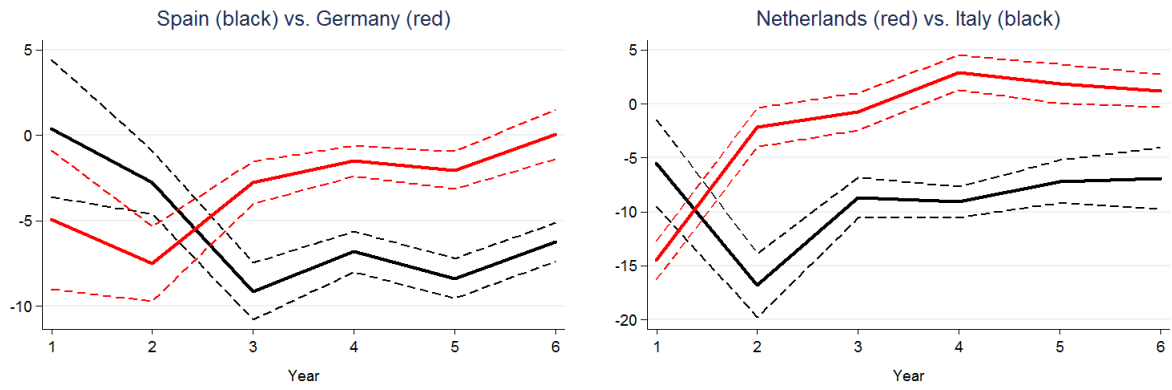 Spain (black) vs. Germany (red)
5
0
-5
-10
1 2 3 4 5 6
Year
Netherlands (red) vs. Italy (black)
5
0
-5
-10
-15
-20
1 2 3 4 5 6
Year